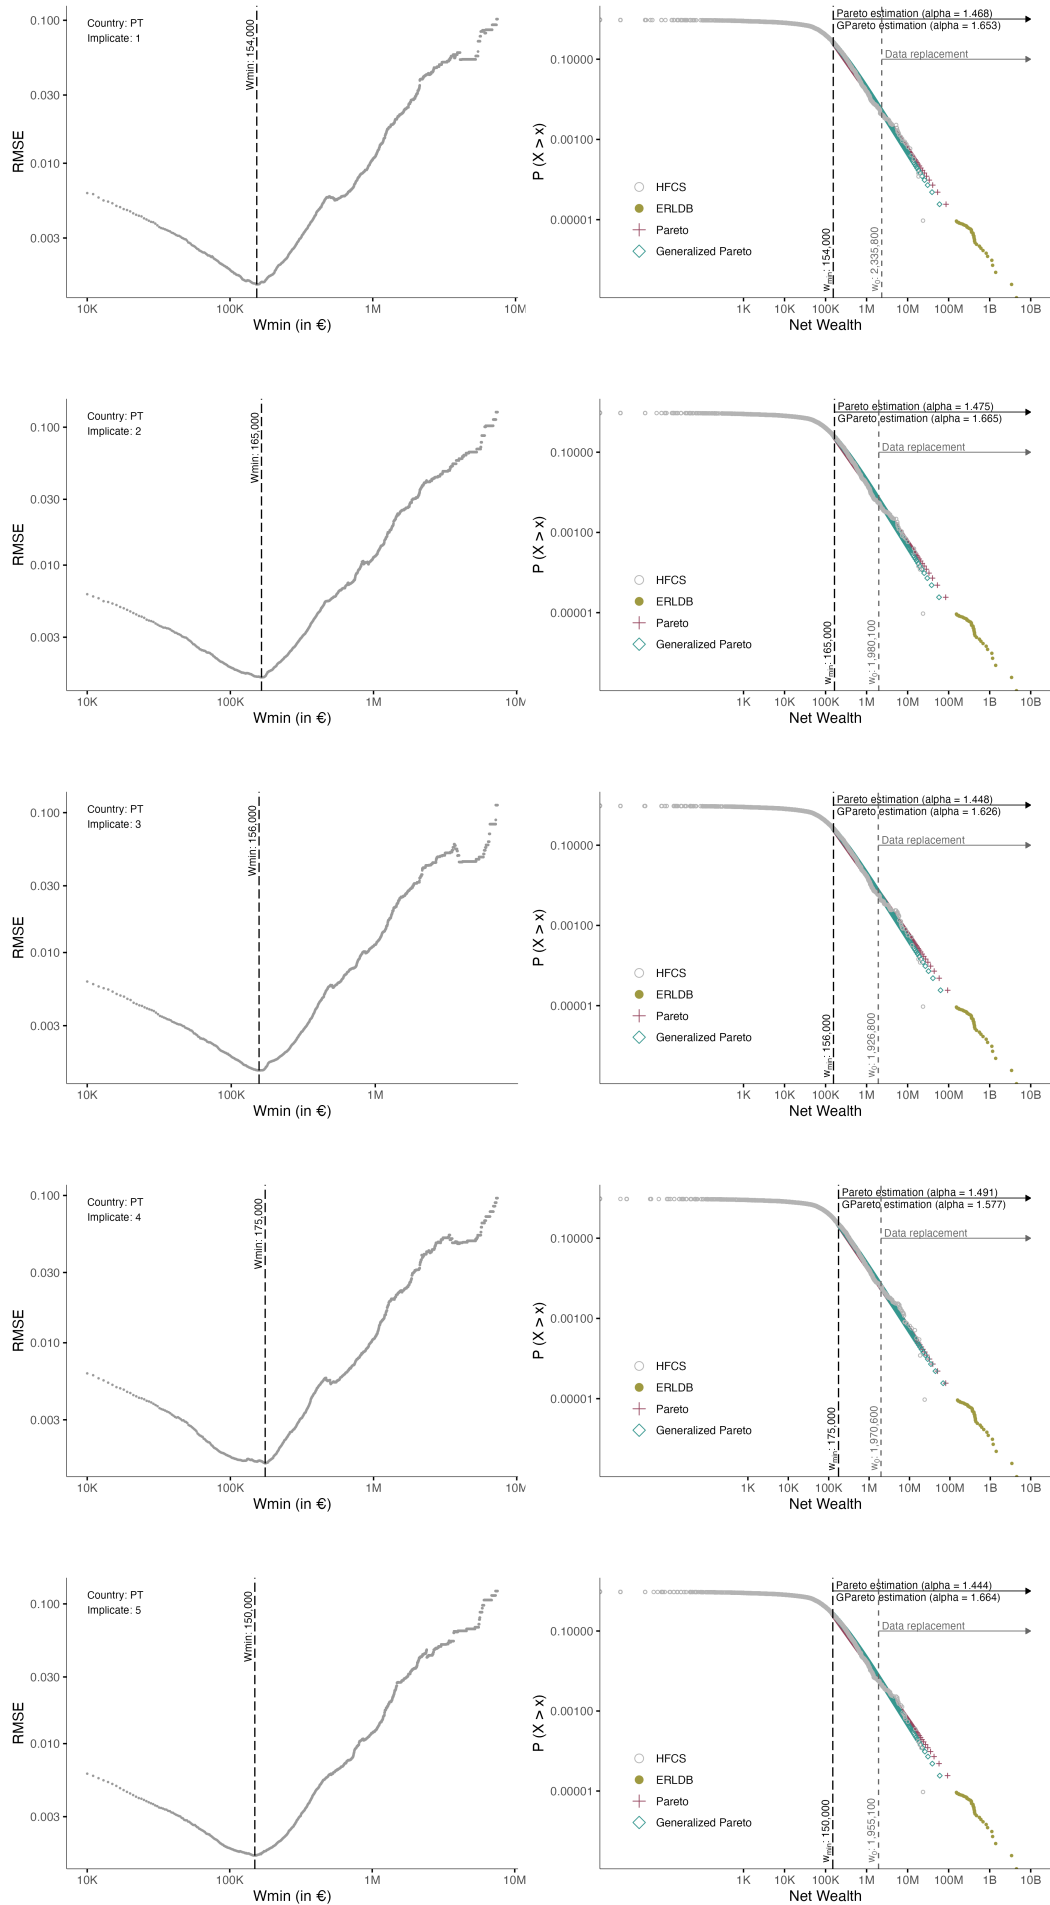 Country: PT
Implicate: 1
Wmin: 154,000
0.100
0.030
0.010
0.003
RMSE
10K 100K 1M 10M
Wmin (in €)
Pareto estimation (alpha = 1.468)
GPareto estimation (alpha = 1.653)
Data replacement
0.10000
0.00100
0.00001
P (X > x)
HFCS
ERLDB
Pareto
Generalized Pareto
wmin: 154,000
w0: 2,335,800
1K 10K 100K 1M 10M 100M 1B 10B
Net Wealth
Country: PT
Implicate: 2
Wmin: 165,000
0.100
0.030
0.010
0.003
RMSE
10K 100K 1M 10M
Wmin (in €)
Pareto estimation (alpha = 1.475)
GPareto estimation (alpha = 1.665)
Data replacement
0.10000
0.00100
0.00001
P (X > x)
HFCS
ERLDB
Pareto
Generalized Pareto
wmin: 165,000
w0: 1,980,100
1K 10K 100K 1M 10M 100M 1B 10B
Net Wealth
Country: PT
Implicate: 3
Wmin: 156,000
0.100
0.030
0.010
0.003
RMSE
10K 100K 1M
Wmin (in €)
Pareto estimation (alpha = 1.448)
GPareto estimation (alpha = 1.626)
Data replacement
0.10000
0.00100
0.00001
P (X > x)
HFCS
ERLDB
Pareto
Generalized Pareto
wmin: 156,000
w0: 1,926,800
1K 10K 100K 1M 10M 100M 1B 10B
Net Wealth
Country: PT
Implicate: 4
Wmin: 175,000
0.100
0.030
0.010
0.003
RMSE
10K 100K 1M 10M
Wmin (in €)
Pareto estimation (alpha = 1.491)
GPareto estimation (alpha = 1.577)
Data replacement
0.10000
0.00100
0.00001
P (X > x)
HFCS
ERLDB
Pareto
Generalized Pareto
wmin: 175,000
w0: 1,970,600
1K 10K 100K 1M 10M 100M 1B 10B
Net Wealth
Country: PT
Implicate: 5
Wmin: 150,000
0.100
0.030
0.010
0.003
RMSE
10K 100K 1M 10M
Wmin (in €)
Pareto estimation (alpha = 1.444)
GPareto estimation (alpha = 1.664)
Data replacement
0.10000
0.00100
0.00001
P (X > x)
HFCS
ERLDB
Pareto
Generalized Pareto
wmin: 150,000
w0: 1,955,100
1K 10K 100K 1M 10M 100M 1B 10B
Net Wealth